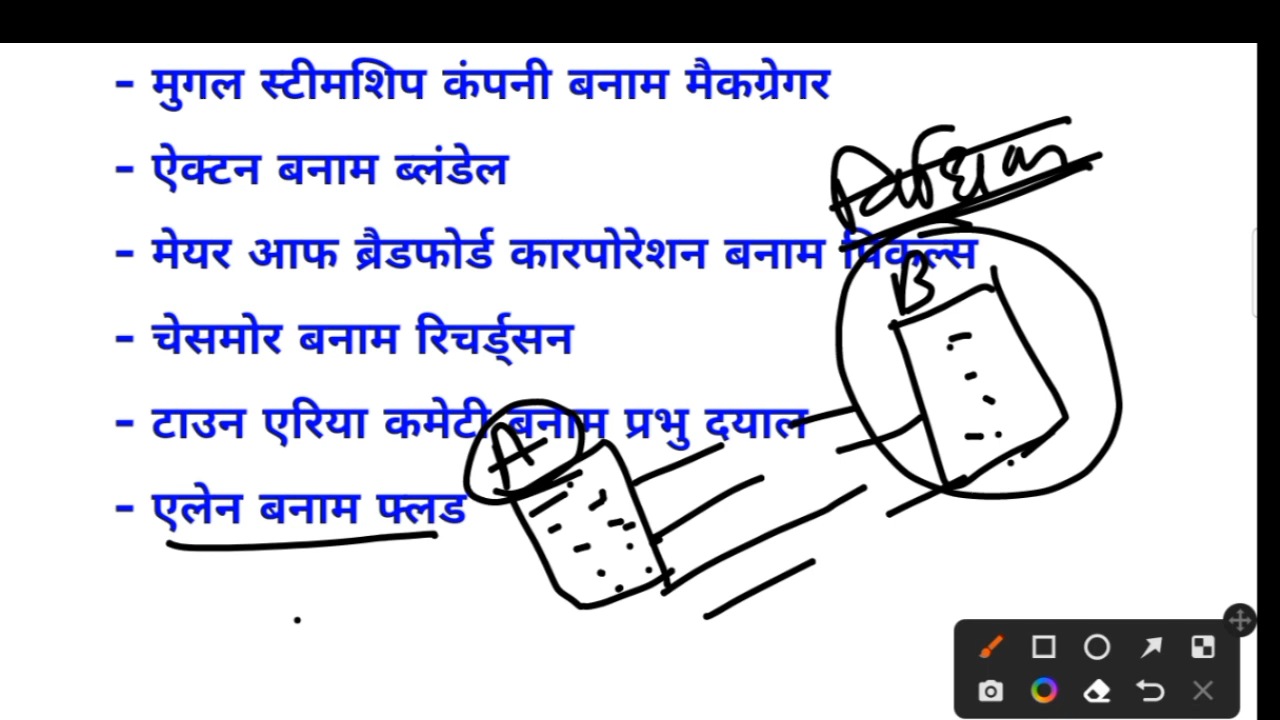 - मुगल स्टीमशिप कंपनी बनाम मैकग्रेगर
- ऐक्टन बनाम ब्लंडेल
- मेयर आफ ब्रैडफोर्ड कारपोरेशन बनाम पिकल्स
B
- चेसमोर बनाम रिचर्ड्सन
- टाउन एरिया कमेटी बनाम प्रभु दयाल
A
- एलेन बनाम फ्लड